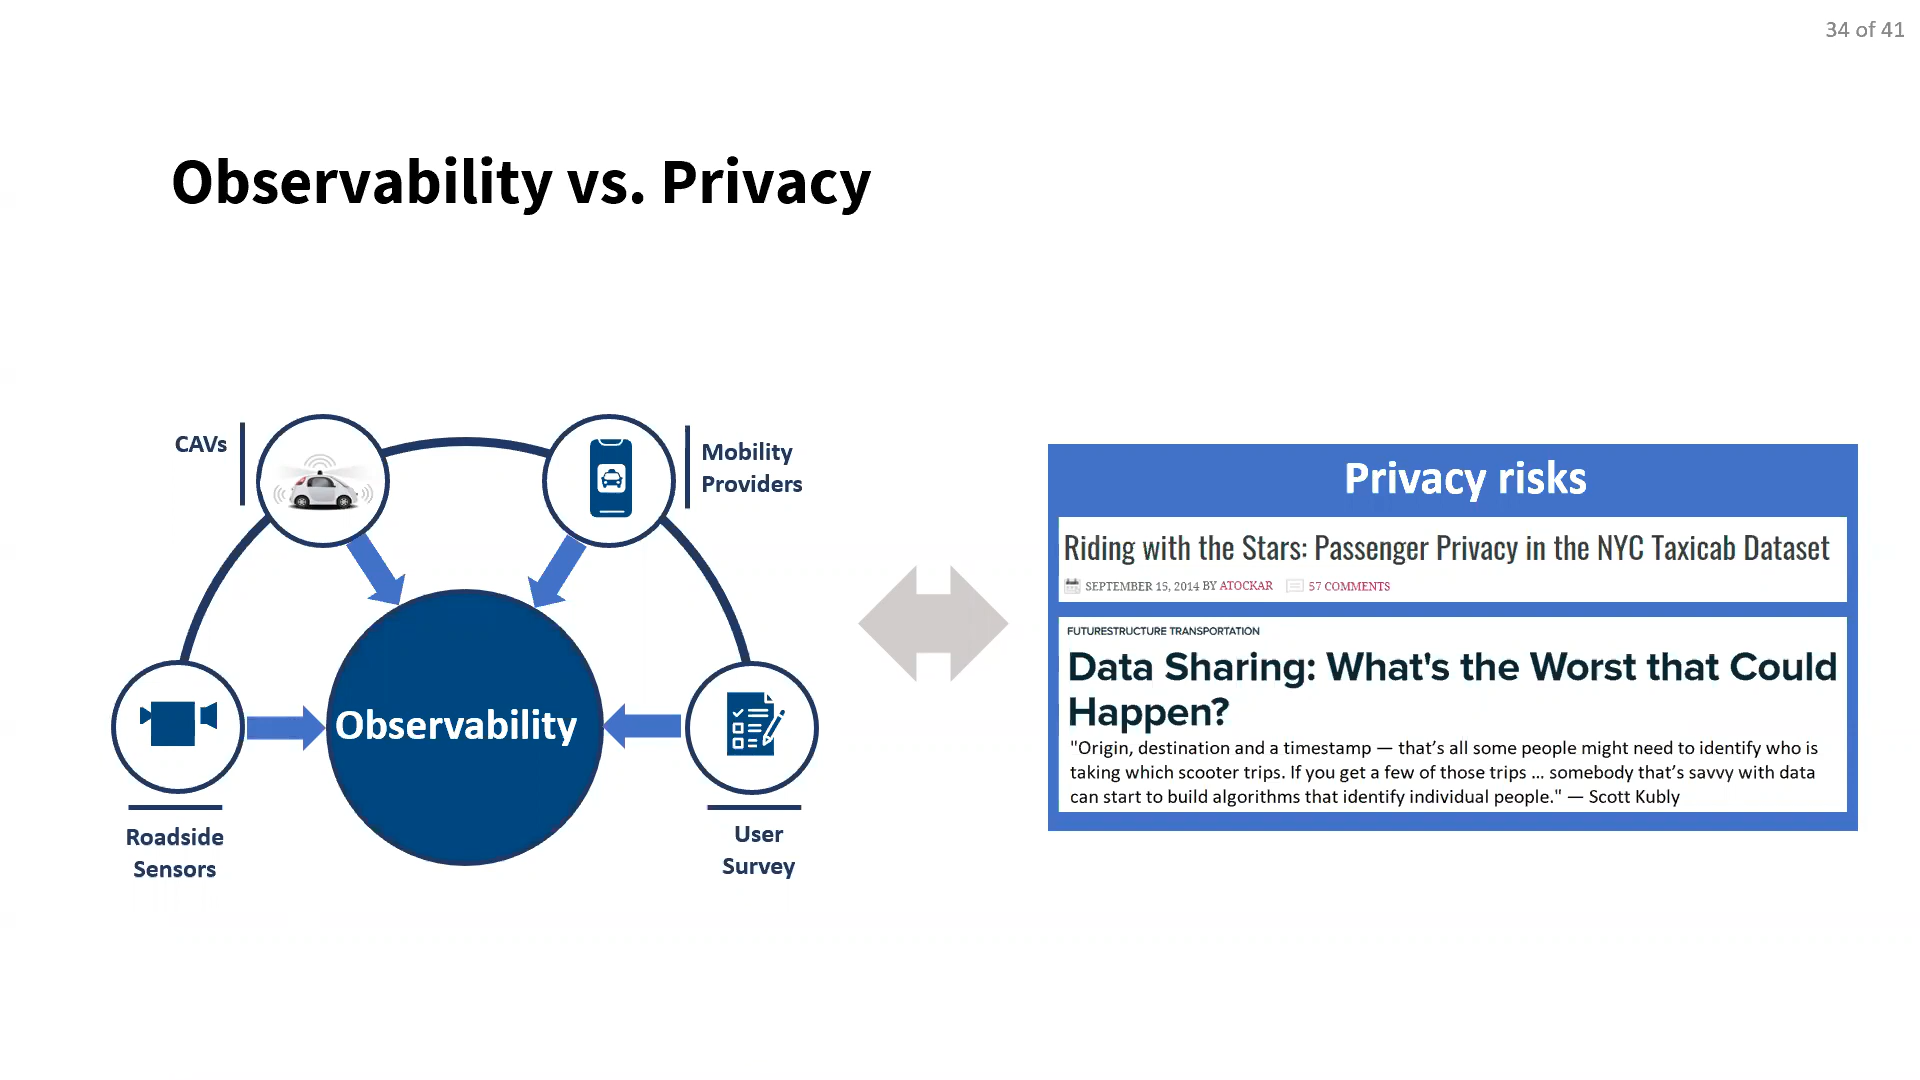 34 of 41
Observability vs. Privacy
CAVs
Mobility
Providers
Observability
Roadside
Sensors
User
Survey
Privacy risks
Riding with the Stars: Passenger Privacy in the NYC Taxicab Dataset
SEPTEMBER 15, 2014 BY ATOCKAR 57 COMMENTS
FUTURESTRUCTURE TRANSPORTATION
Data Sharing: What's the Worst that Could
Happen?
"Origin, destination and a timestamp — that’s all some people might need to identify who is
taking which scooter trips. If you get a few of those trips ... somebody that’s savvy with data
can start to build algorithms that identify individual people." — Scott Kubly